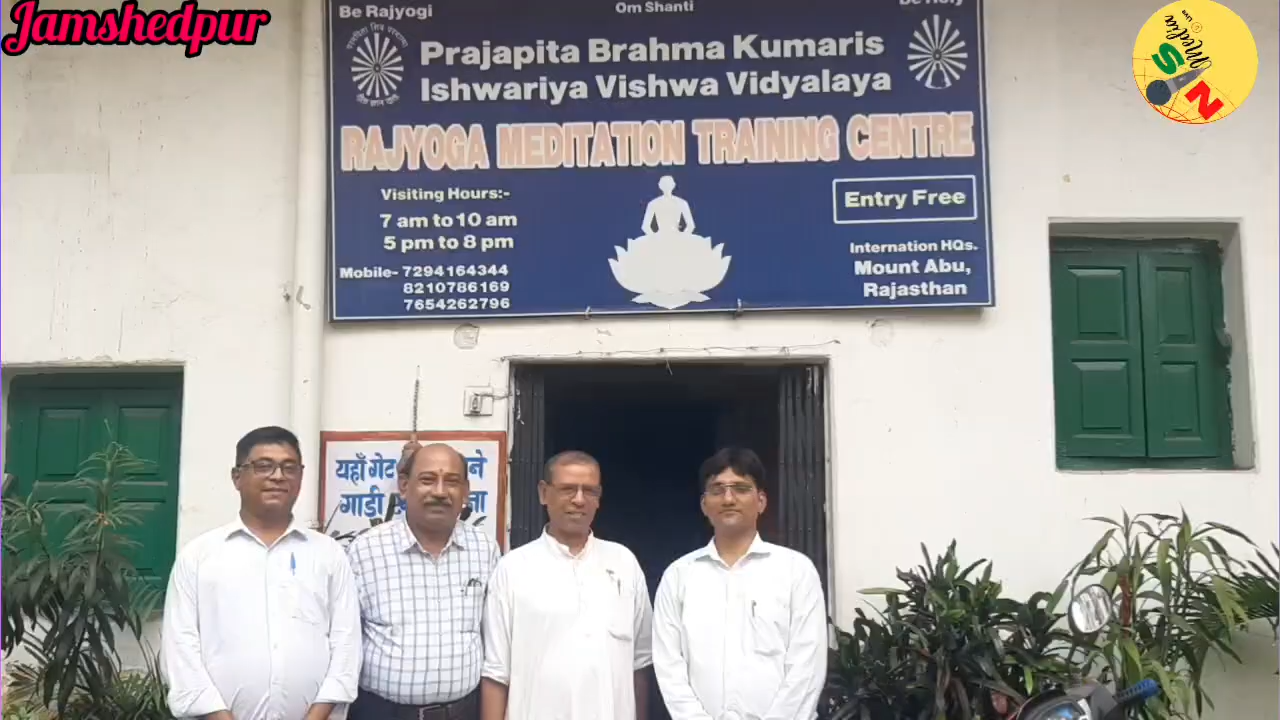 Jamshedpur
Be Rajyogi
Om Shanti
Be Holy
Prajapita Brahma Kumaris
Ishwariya Vishwa Vidyalaya
RAJYOGA MEDITATION TRAINING CENTRE
Visiting Hours:-
7 am to 10 am
5 pm to 8 pm
Mobile- 7294164344
8210786169
7654262796
Entry Free
Internation HQs.
Mount Abu,
Rajasthan
यहाँ गेट
गाड़ी
S N
Media
Live